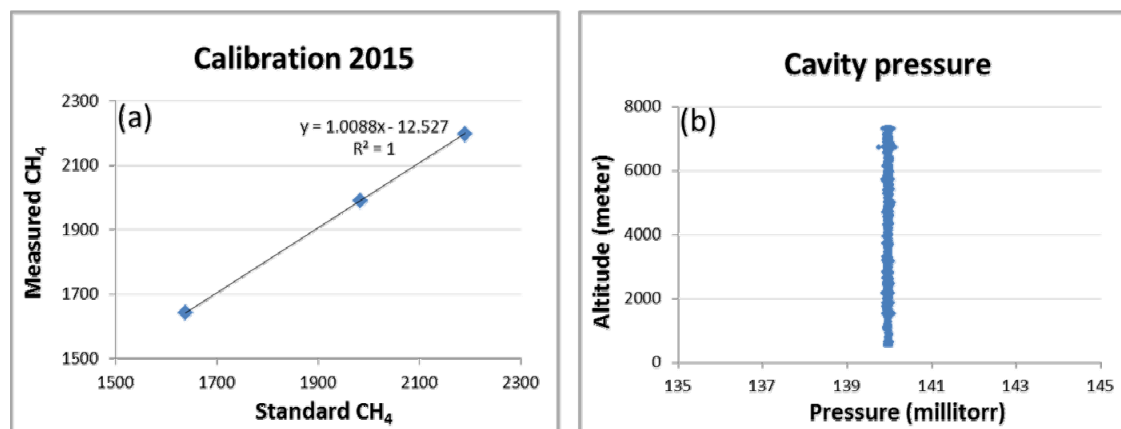 Calibration 2015
(a)
y = 1.0088x - 12.527
R² = 1
2300
2100
1900
1700
1500
Measured CH₄
1500 1700 1900 2100 2300
Standard CH₄
Cavity pressure
(b)
8000
6000
4000
2000
0
Altitude (meter)
135 137 139 141 143 145
Pressure (millitorr)